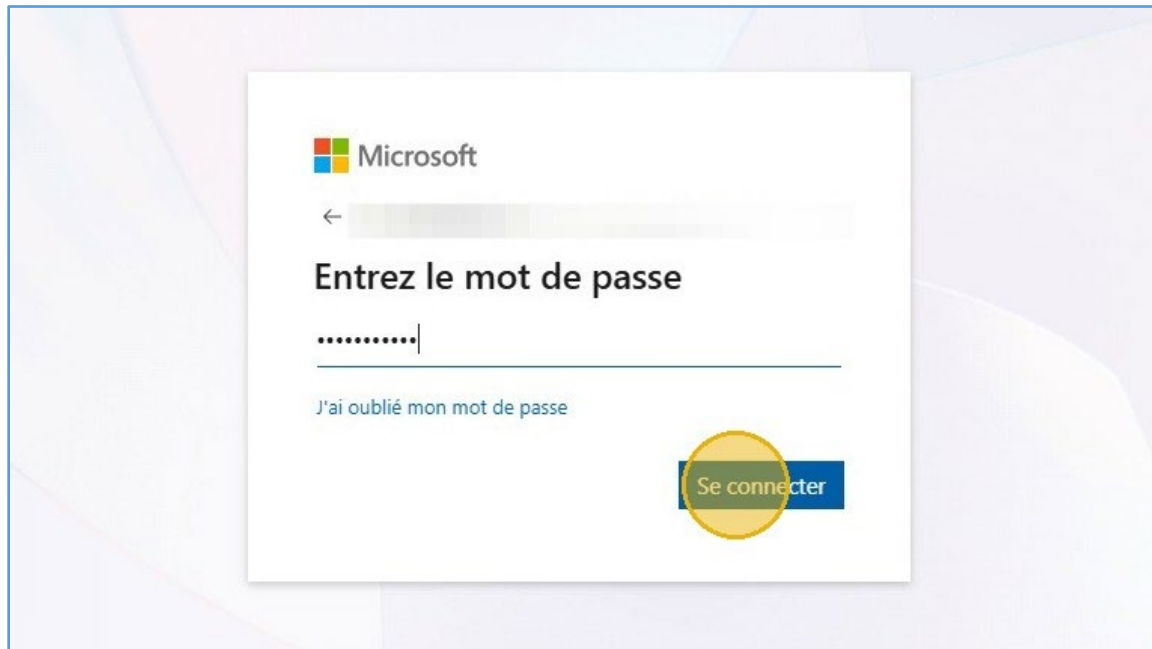 Microsoft
←
Entrez le mot de passe
•••••••••••
J'ai oublié mon mot de passe
Se connecter